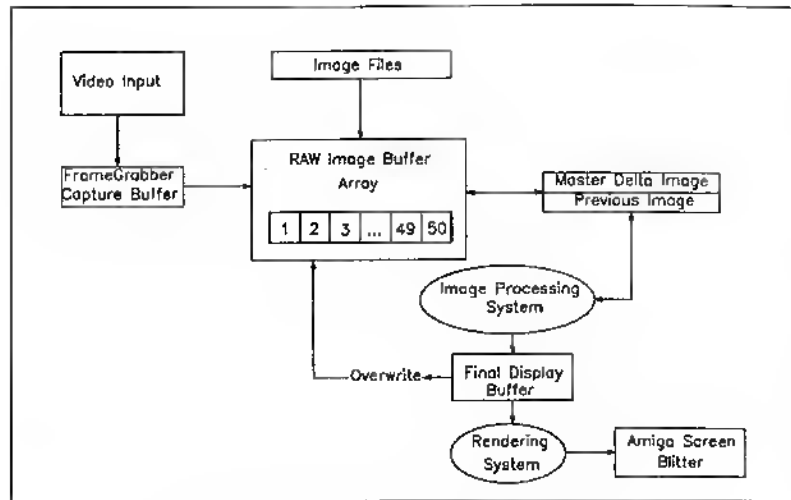 Video Input
Image Files
FrameGrabber
Capture Buffer
RAW Image Buffer
Array
1 2 3 ... 49 50
Master Delta Image
Previous Image
Image Processing
System
Overwrite
Final Display
Buffer
Rendering
System
Amiga Screen
Blitter